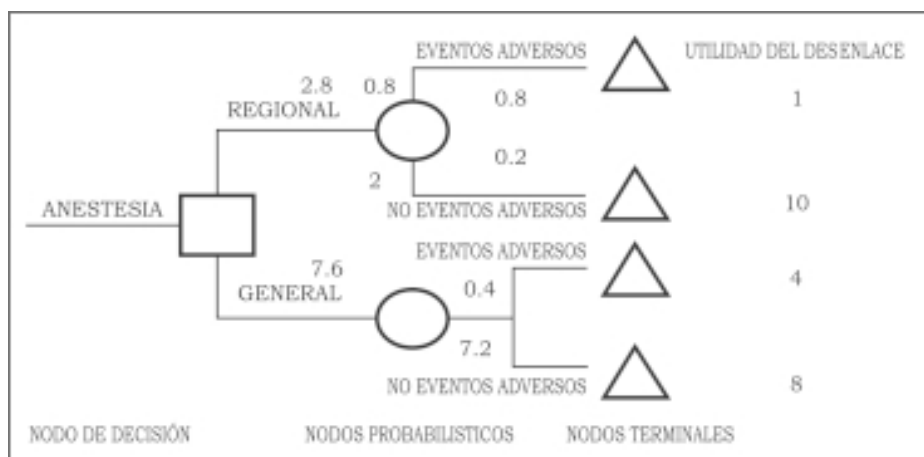 EVENTOS ADVERSOS UTILIDAD DEL DESENLACE
2.8 0.8
REGIONAL 0.8 1
0.2
2
ANESTESIA NO EVENTOS ADVERSOS 10
EVENTOS ADVERSOS
7.6
GENERAL 0.4 4
7.2
NO EVENTOS ADVERSOS 8
NODO DE DECISIÓN NODOS PROBABILISTICOS NODOS TERMINALES